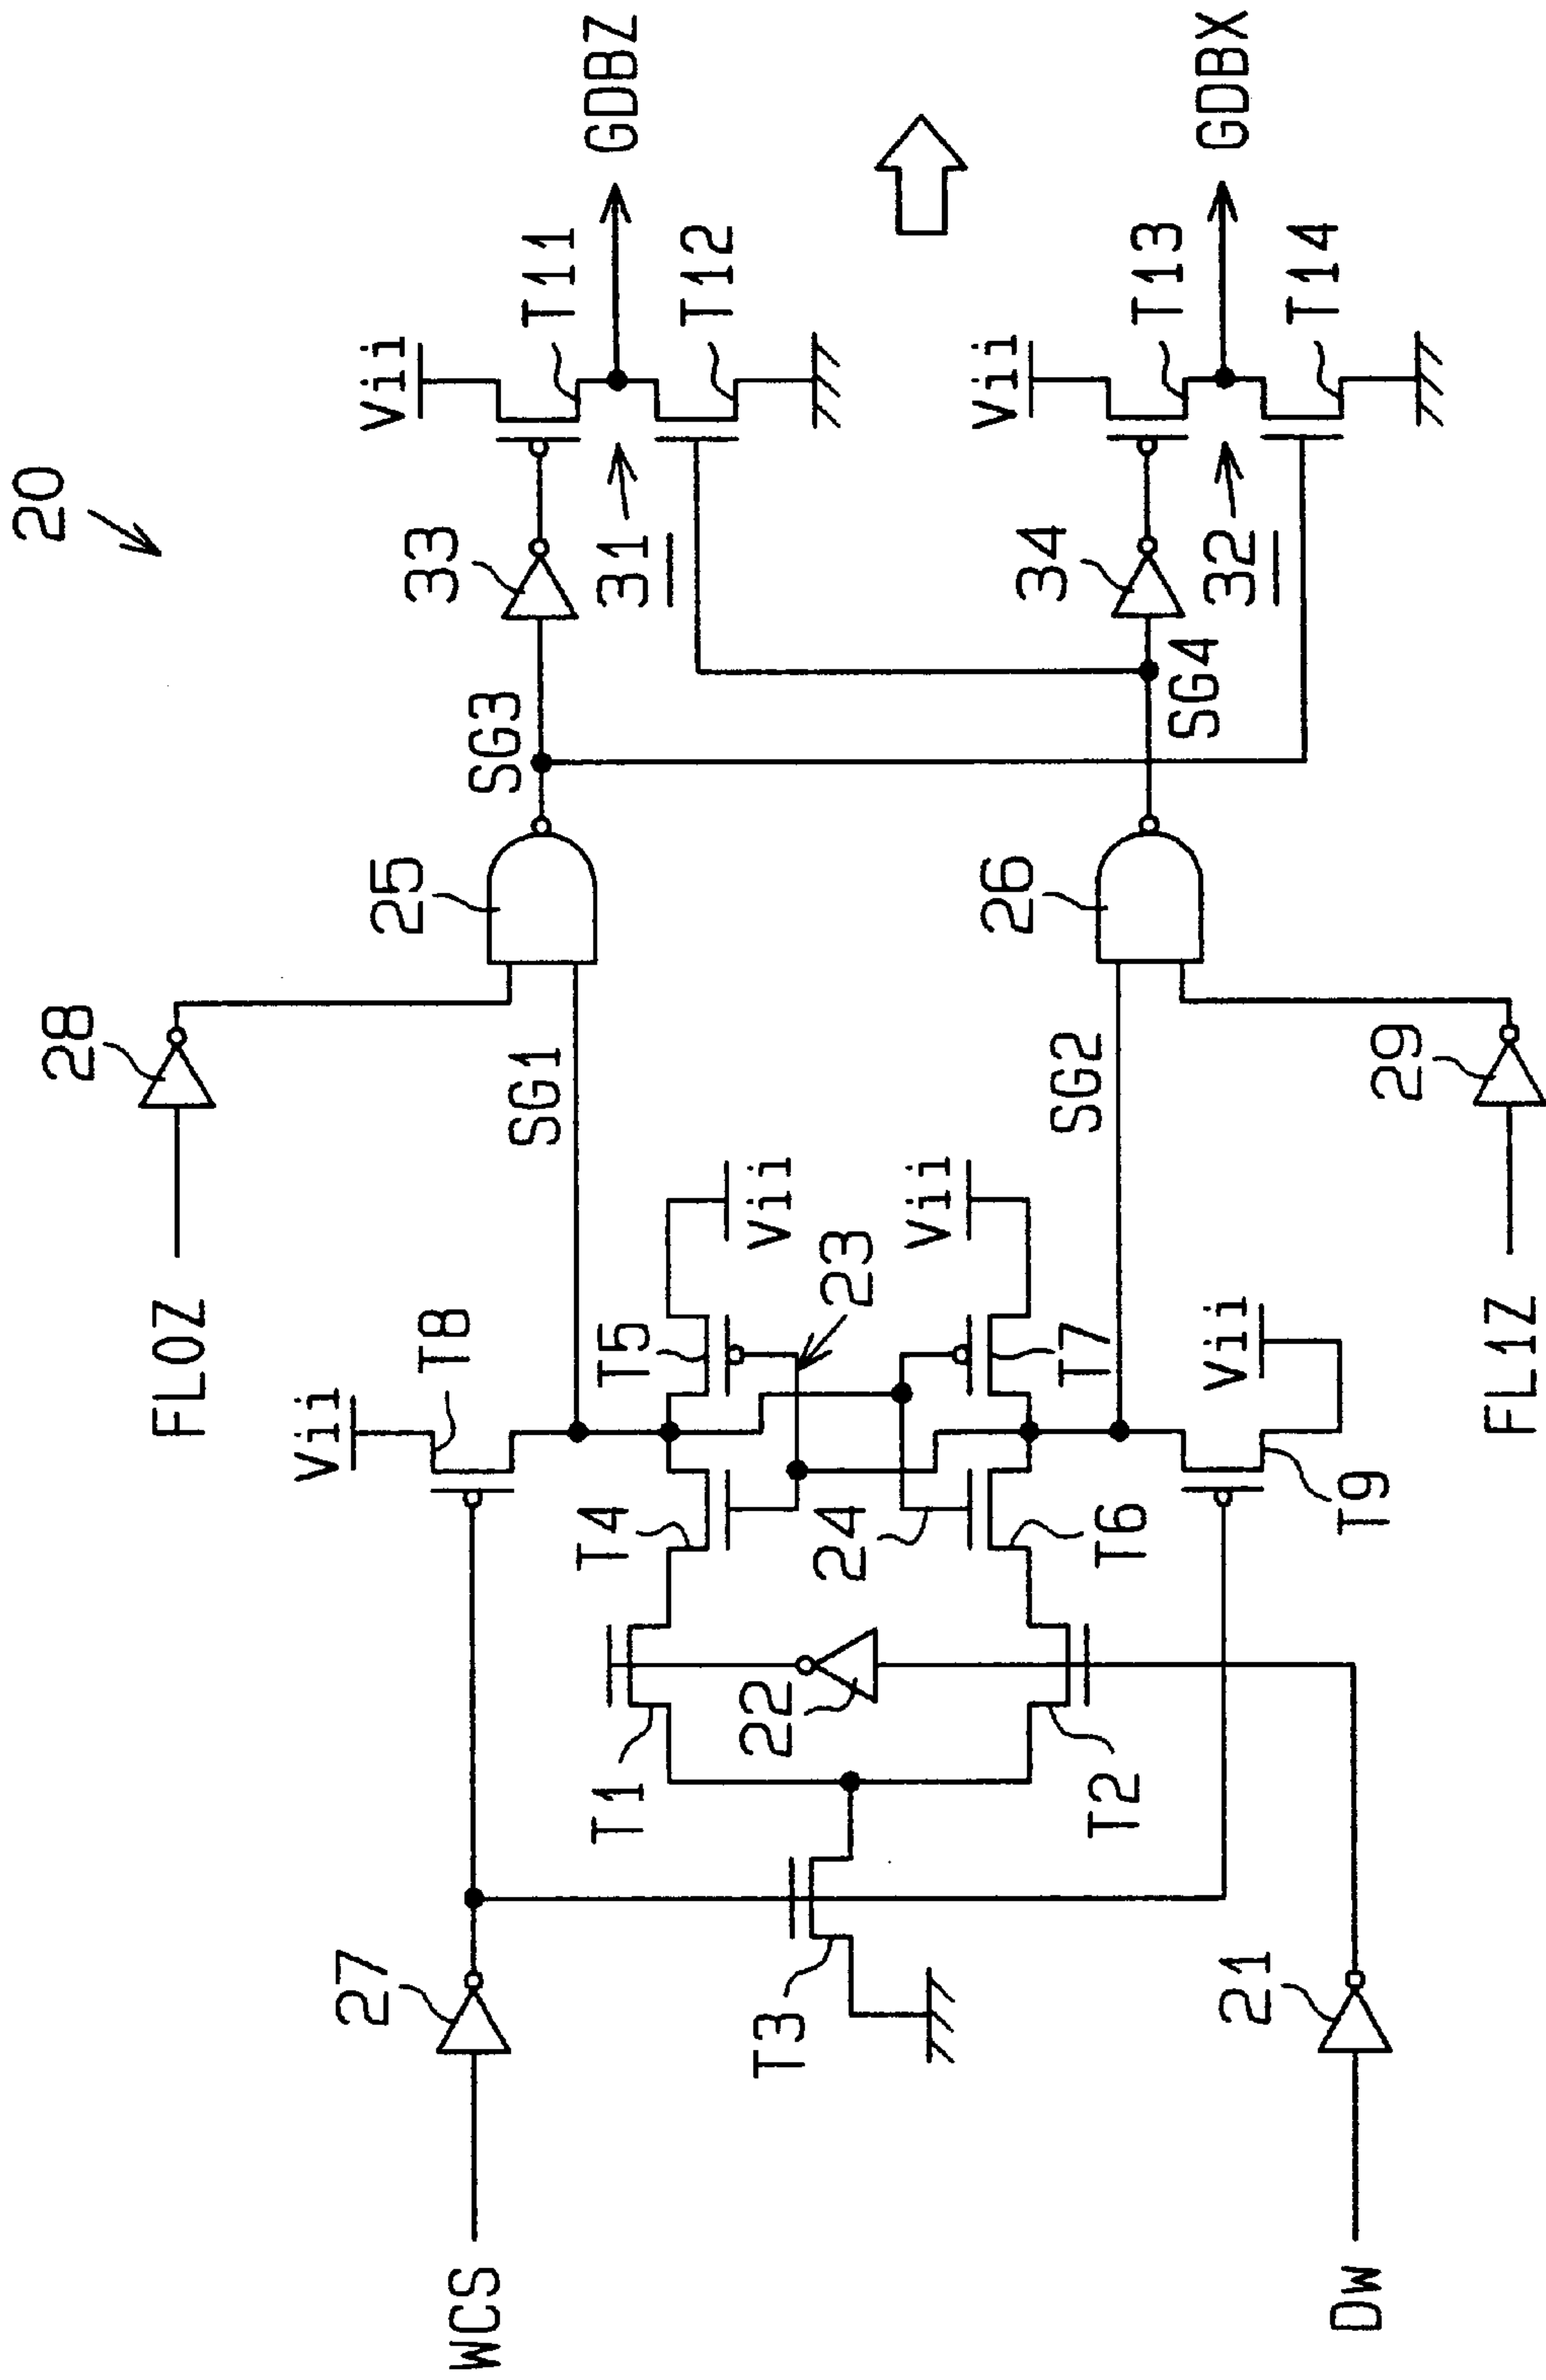 20
FL0Z
28
Vii
T8
WCS
27
SG1
25
SG3
33
Vii
T11
GDBZ
31
T12
T1
T4
T5
Vii
T3
22
24
23
Vii
T2
T6
T7
SG2
26
SG4
34
Vii
T13
GDBX
32
T14
Vii
T9
Dw
21
FL1Z
29